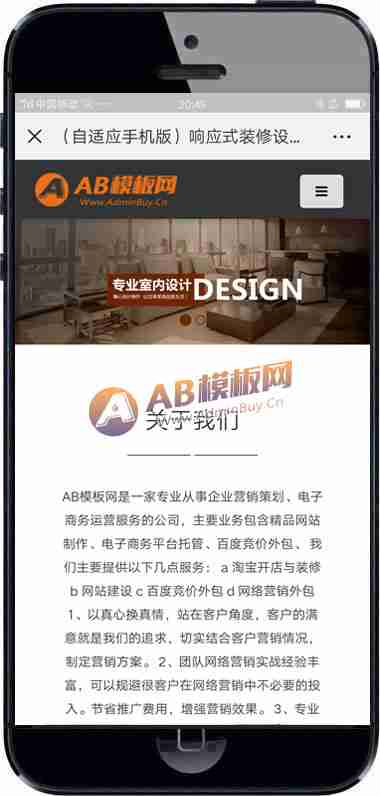 中国移动
20:45
（自适应手机版）响应式装修设...
AB模板网
Www.AdminBuy.Cn
专业室内设计 DESIGN
AB模板网
Www.AdminBuy.Cn
关于我们
AB模板网是一家专业从事企业营销策划、电子
商务运营服务的公司，主要业务包含精品网站
制作、电子商务平台托管、百度竞价外包、我
们主要提供以下几点服务： a 淘宝开店与装修
b 网站建设 c 百度竞价外包 d 网络营销外包
1、以真心换真情，站在客户角度，客户的满
意就是我们的追求，切实结合客户营销情况，
制定营销方案。2、团队网络营销实战经验丰
富，可以规避很客户在网络营销中不必要的投
入。节省推广费用，增强营销效果。3、专业